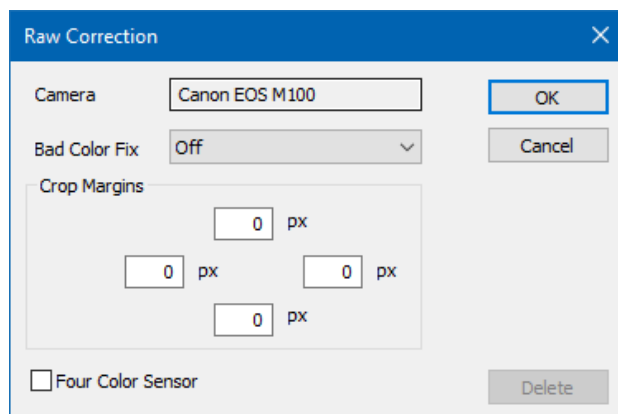 Raw Correction
Camera Canon EOS M100 OK
Bad Color Fix Off Cancel
Crop Margins
0 px
0 px 0 px
0 px
Four Color Sensor Delete